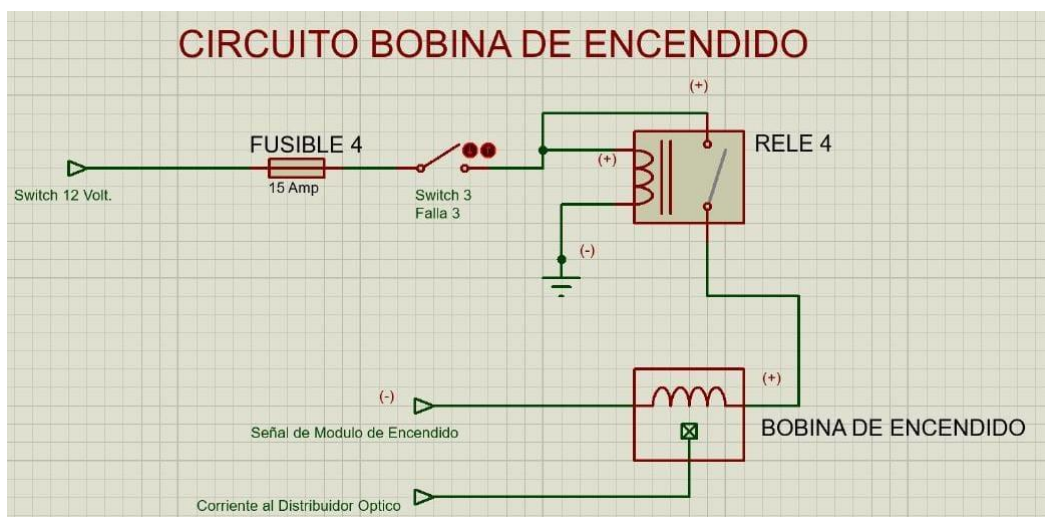 CIRCUITO BOBINA DE ENCENDIDO
(+)
FUSIBLE 4
RELE 4
(+)
15 Amp
Switch 12 Volt.
Switch 3
Falla 3
(-)
(+)
(-)
BOBINA DE ENCENDIDO
Señal de Modulo de Encendido
Corriente al Distribuidor Optico